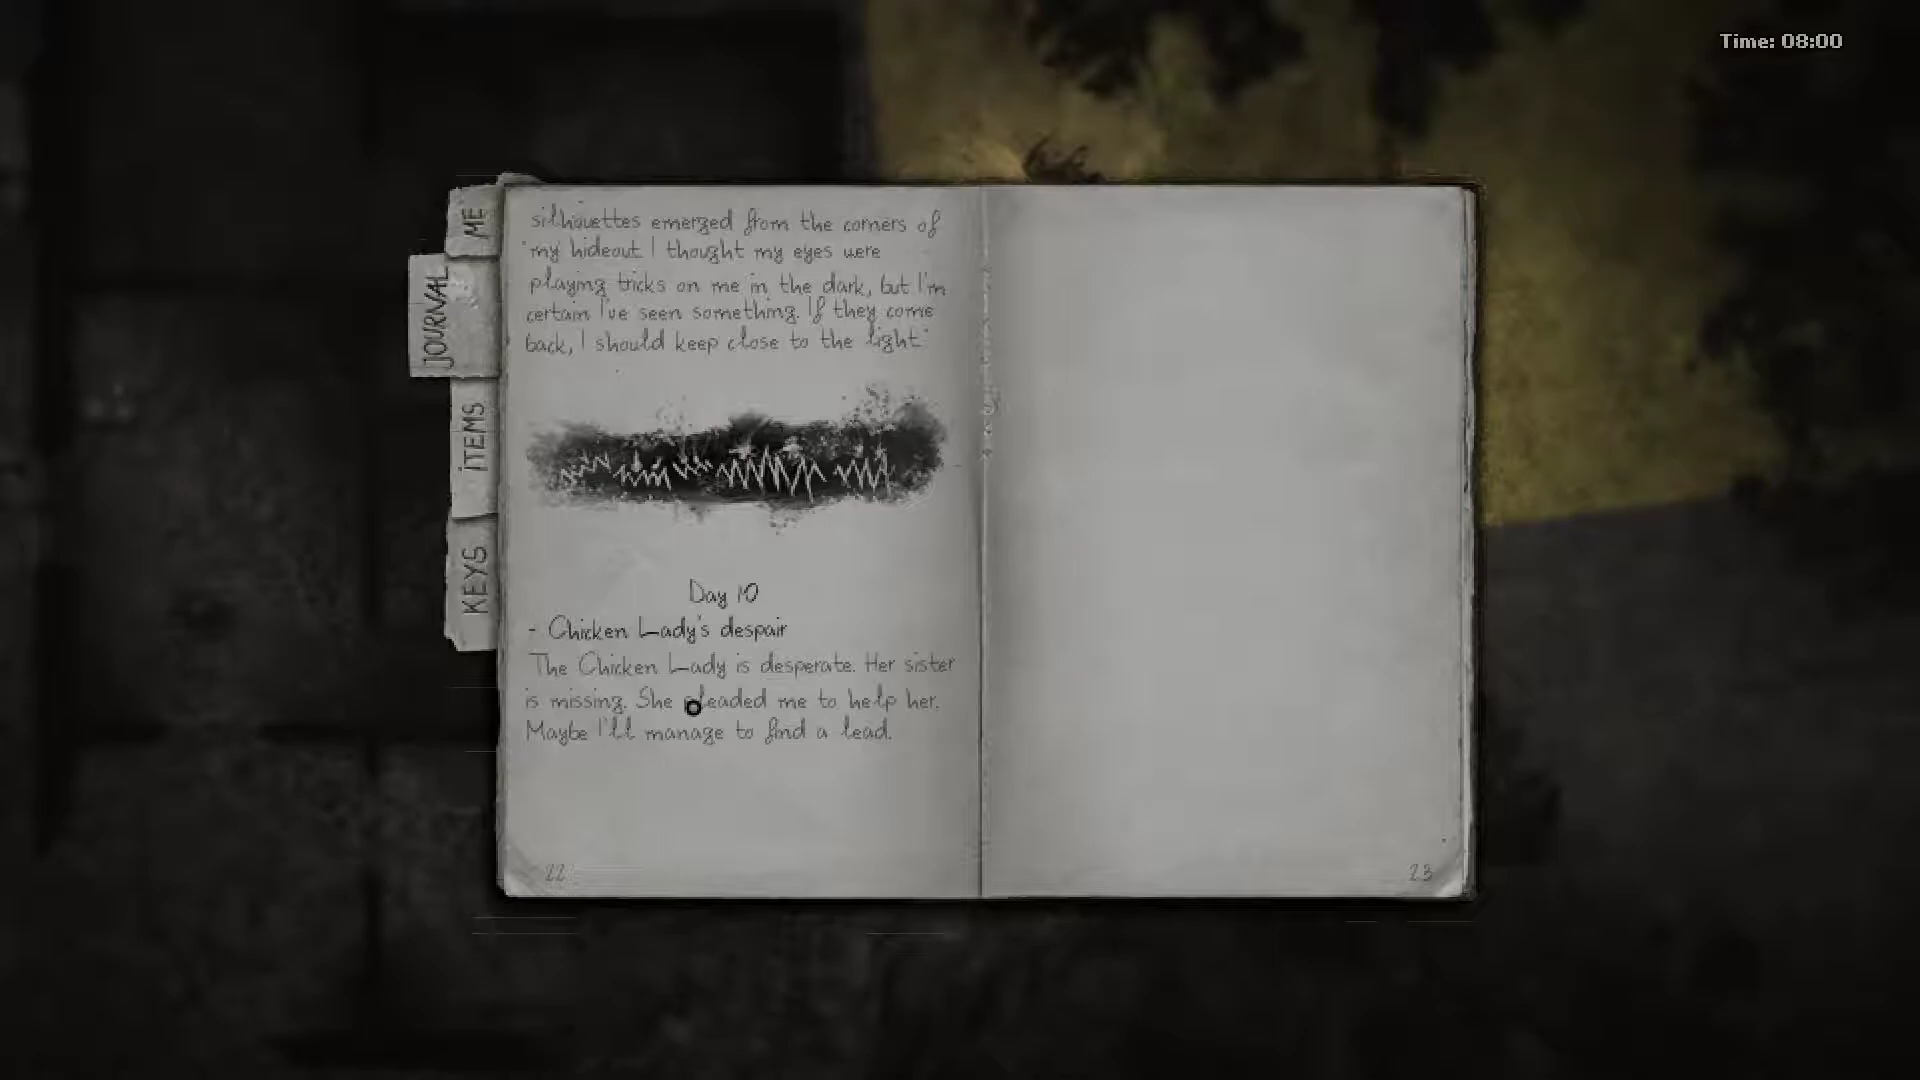 Time: 08:00
ME
JOURNAL
ITEMS
KEYS
silhouettes emerged from the corners of
my hideout I thought my eyes were
playing tricks on me in the dark, but I'm
certain I've seen something. If they come
back, I should keep close to the light"
Day 10
- Chicken Lady's despair
The Chicken Lady is desperate. Her sister
is missing. She pleaded me to help her.
Maybe I'll manage to find a lead.
22
23